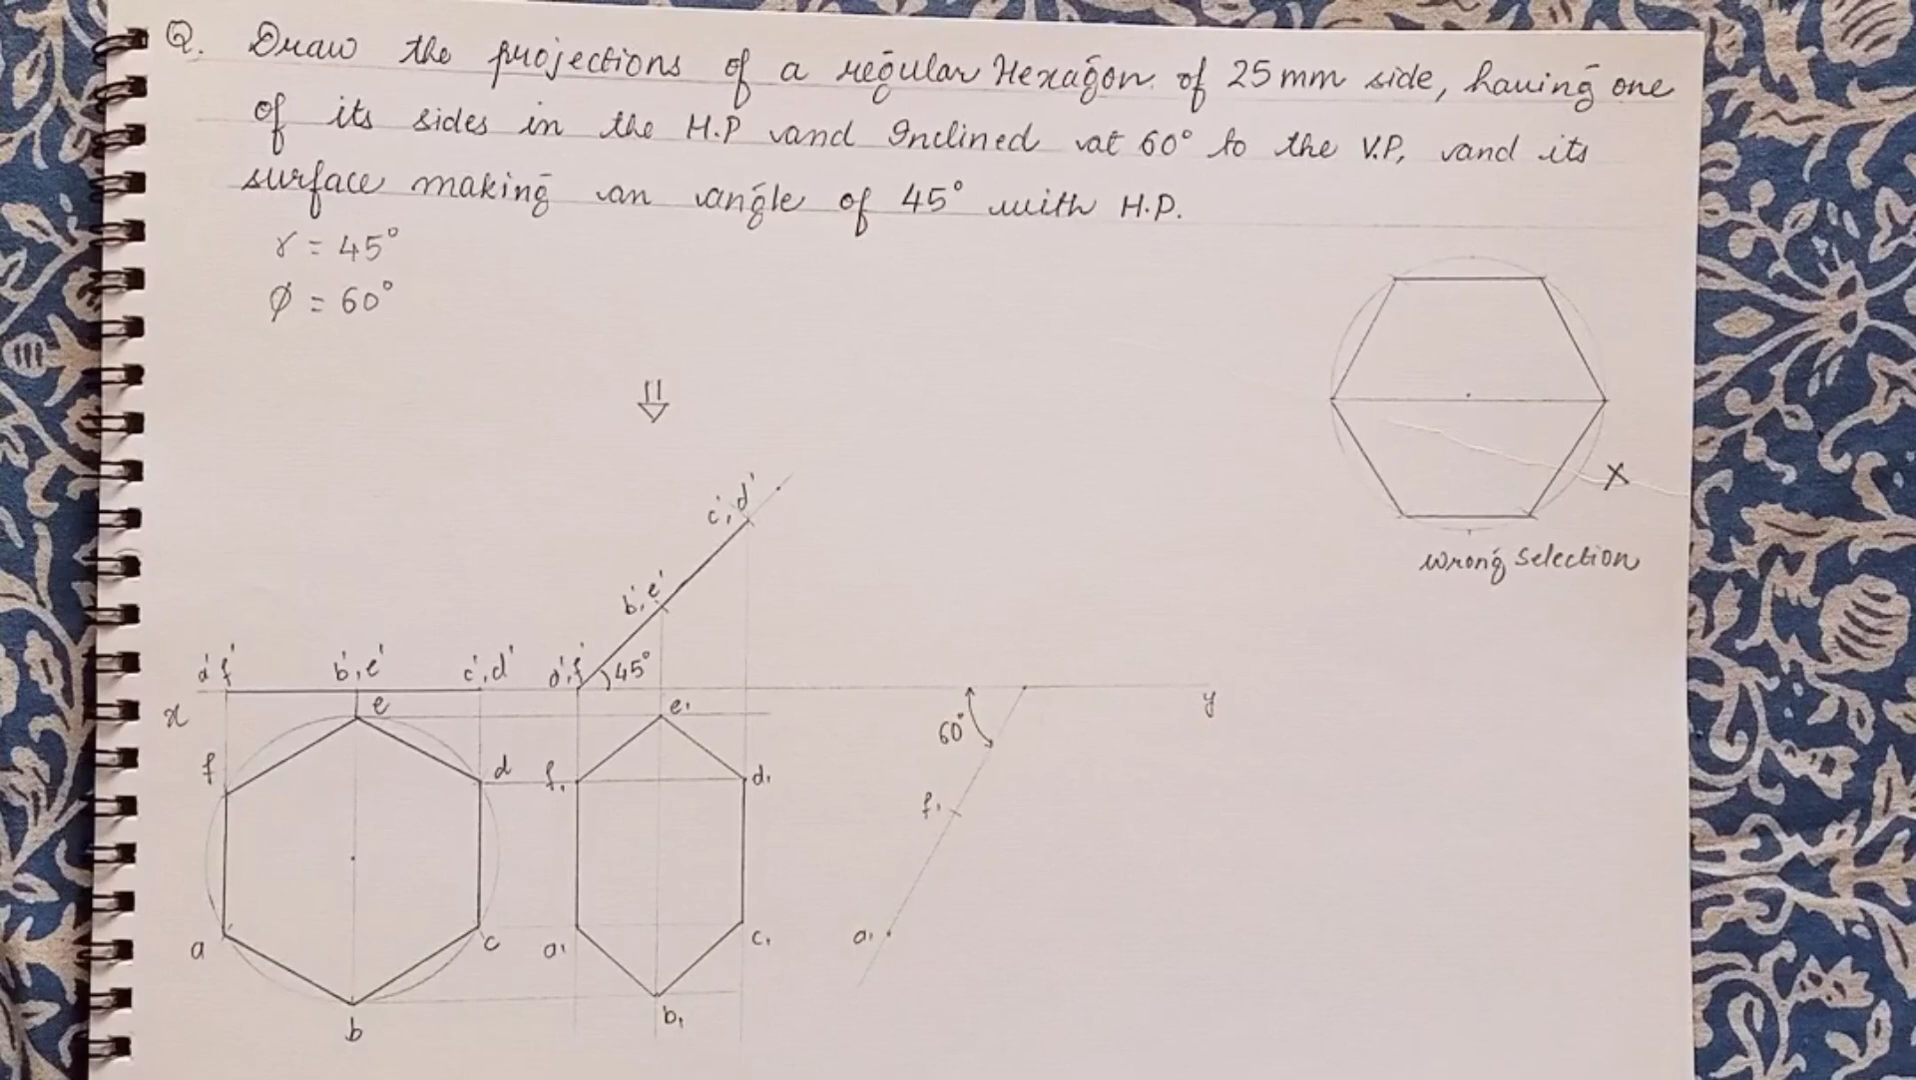 Q. Draw the projections of a regular Hexagon of 25 mm side, having one
of its sides in the H.P and Inclined at 60° to the V.P, and its
surface making an angle of 45° with H.P.
γ = 45°
Ø = 60°
X
wrong selection
c', d'
b', e'
a' f' b', e' c', d' a', f' 45°
x e e₁ 60° y
f d f₁ d₁ f₁
a c a₁ c₁ a₁
b b₁